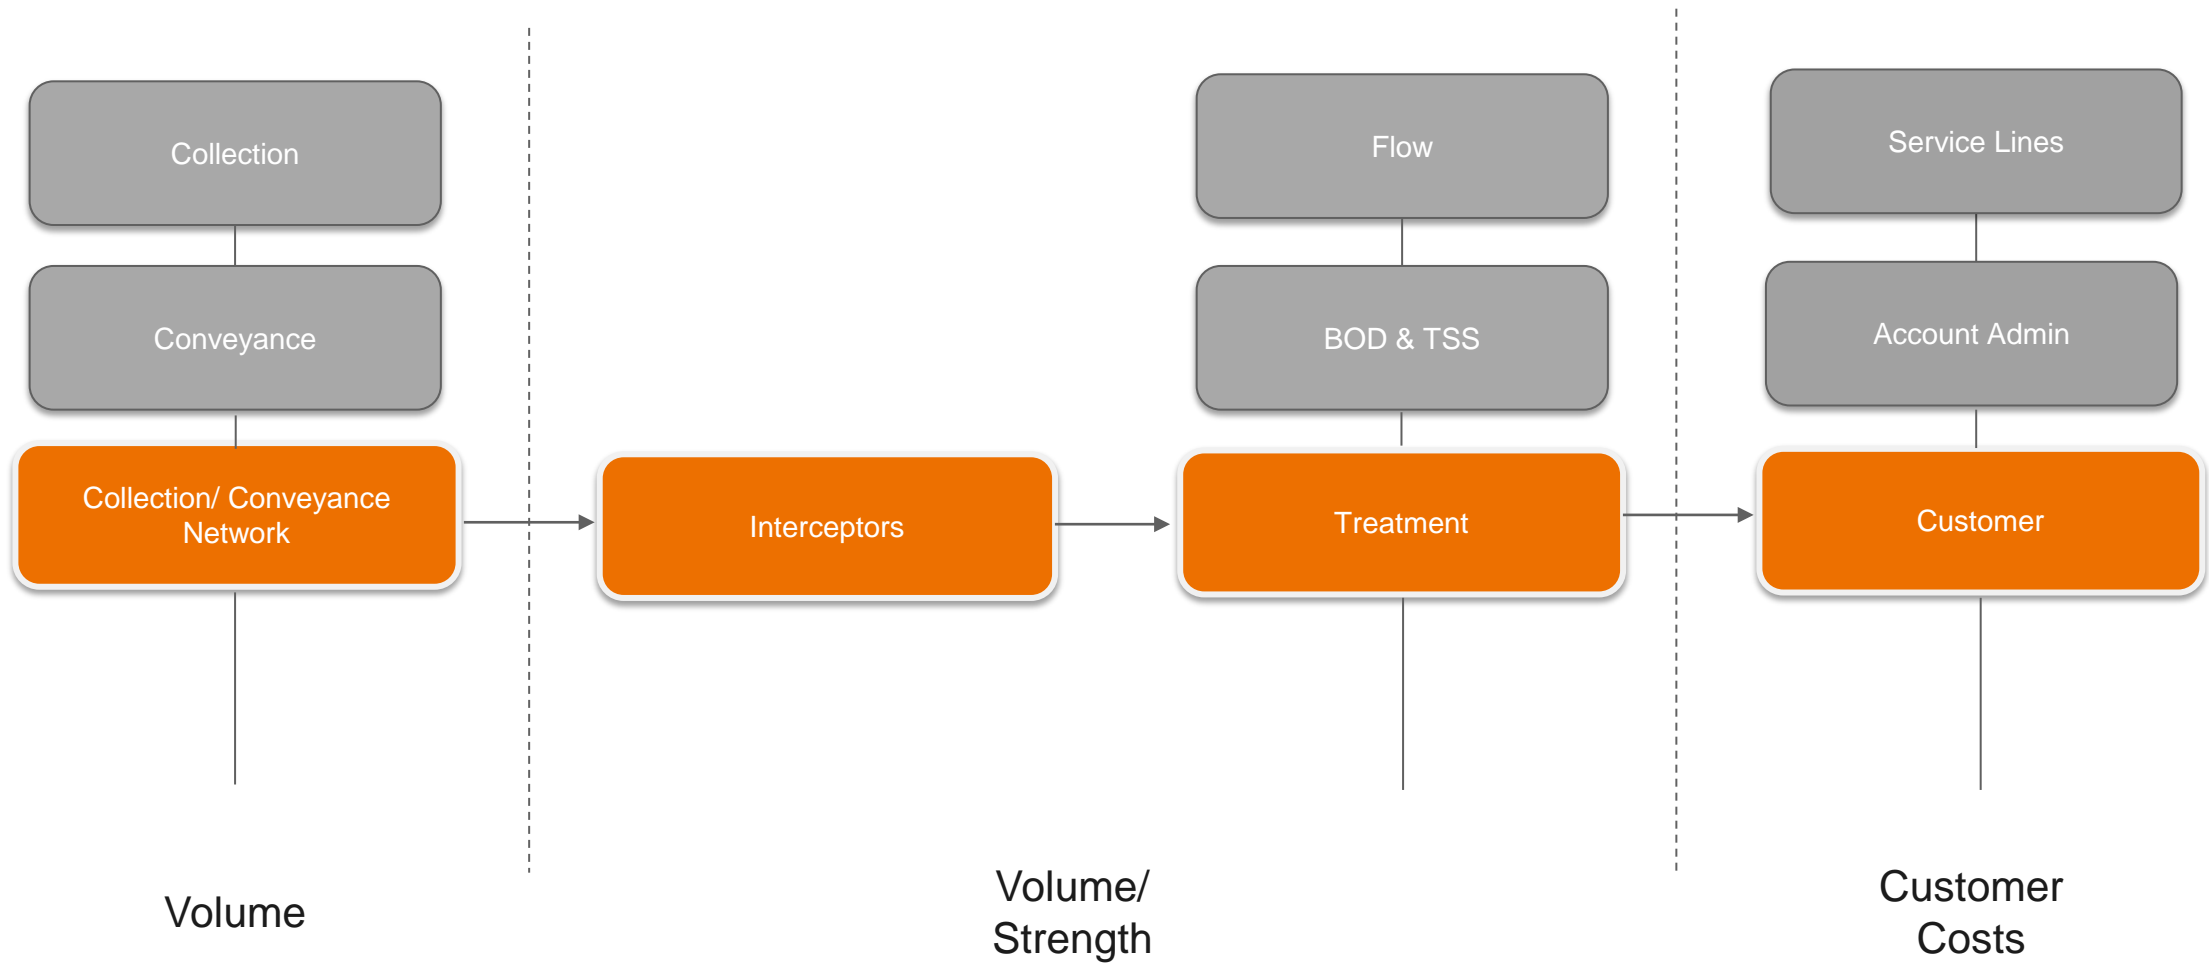 Collection
Flow
Service Lines
Conveyance
BOD & TSS
Account Admin
Collection/ Conveyance
Network
Interceptors
Treatment
Customer
Volume
Volume/
Strength
Customer
Costs